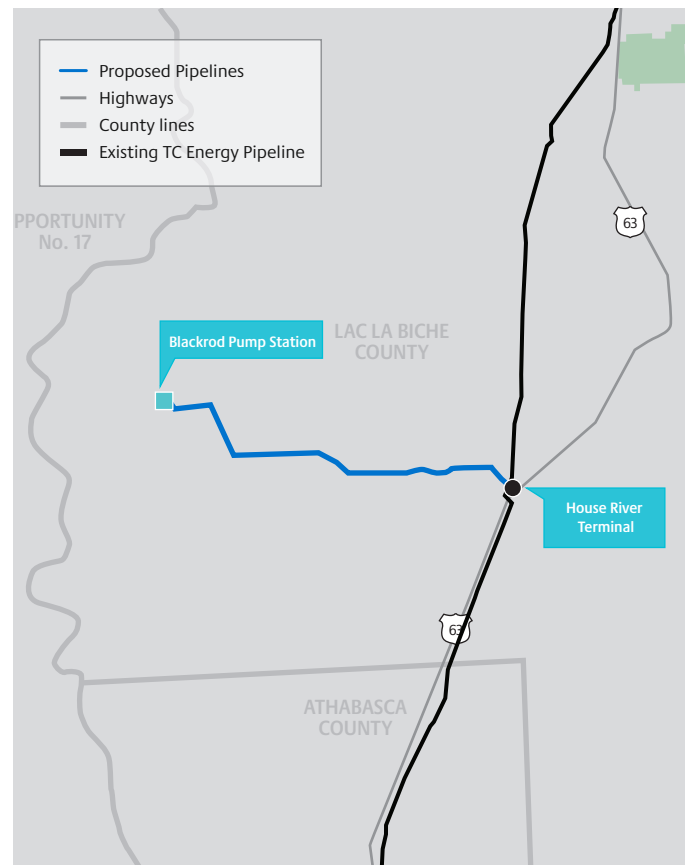 Proposed Pipelines
Highways
County lines
Existing TC Energy Pipeline
PPORTUNITY
No. 17
63
Blackrod Pump Station
LAC LA BICHE
COUNTY
House River
Terminal
63
ATHABASCA
COUNTY